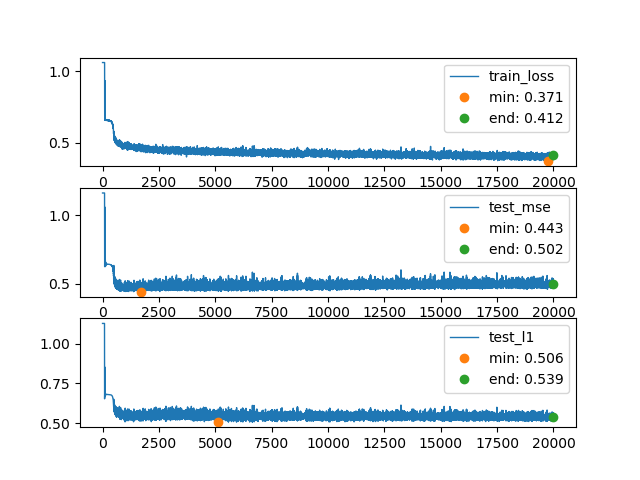 1.0
0.5
train_loss
min: 0.371
end: 0.412
0 2500 5000 7500 10000 12500 15000 17500 20000
1.0
0.5
test_mse
min: 0.443
end: 0.502
0 2500 5000 7500 10000 12500 15000 17500 20000
1.00
0.75
0.50
test_l1
min: 0.506
end: 0.539
0 2500 5000 7500 10000 12500 15000 17500 20000